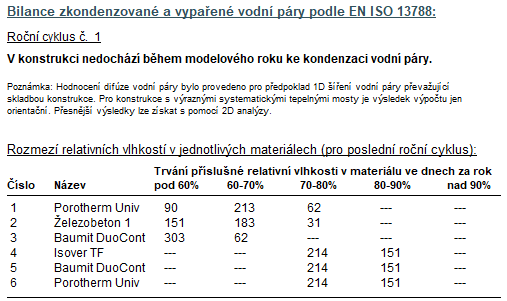 Bilance zkondenzované a vypařené vodní páry podle EN ISO 13788:
Roční cyklus č. 1
V konstrukci nedochází během modelového roku ke kondenzaci vodní páry.
Poznámka: Hodnocení difúze vodní páry bylo provedeno pro předpoklad 1D šíření vodní páry převažující
skladbou konstrukce. Pro konstrukce s výraznými systematickými tepelnými mosty je výsledek výpočtu jen
orientační. Přesnější výsledky lze získat s pomocí 2D analýzy.
Rozmezí relativních vlhkostí v jednotlivých materiálech (pro poslední roční cyklus):
Trvání příslušné relativní vlhkosti v materiálu ve dnech za rok
Číslo Název pod 60% 60-70% 70-80% 80-90% nad 90%
1 Porotherm Univ 90 213 62 --- ---
2 Železobeton 1 151 183 31 --- ---
3 Baumit DuoCont 303 62 --- --- ---
4 Isover TF --- --- 214 151 ---
5 Baumit DuoCont --- --- 214 151 ---
6 Porotherm Univ --- --- 214 151 ---